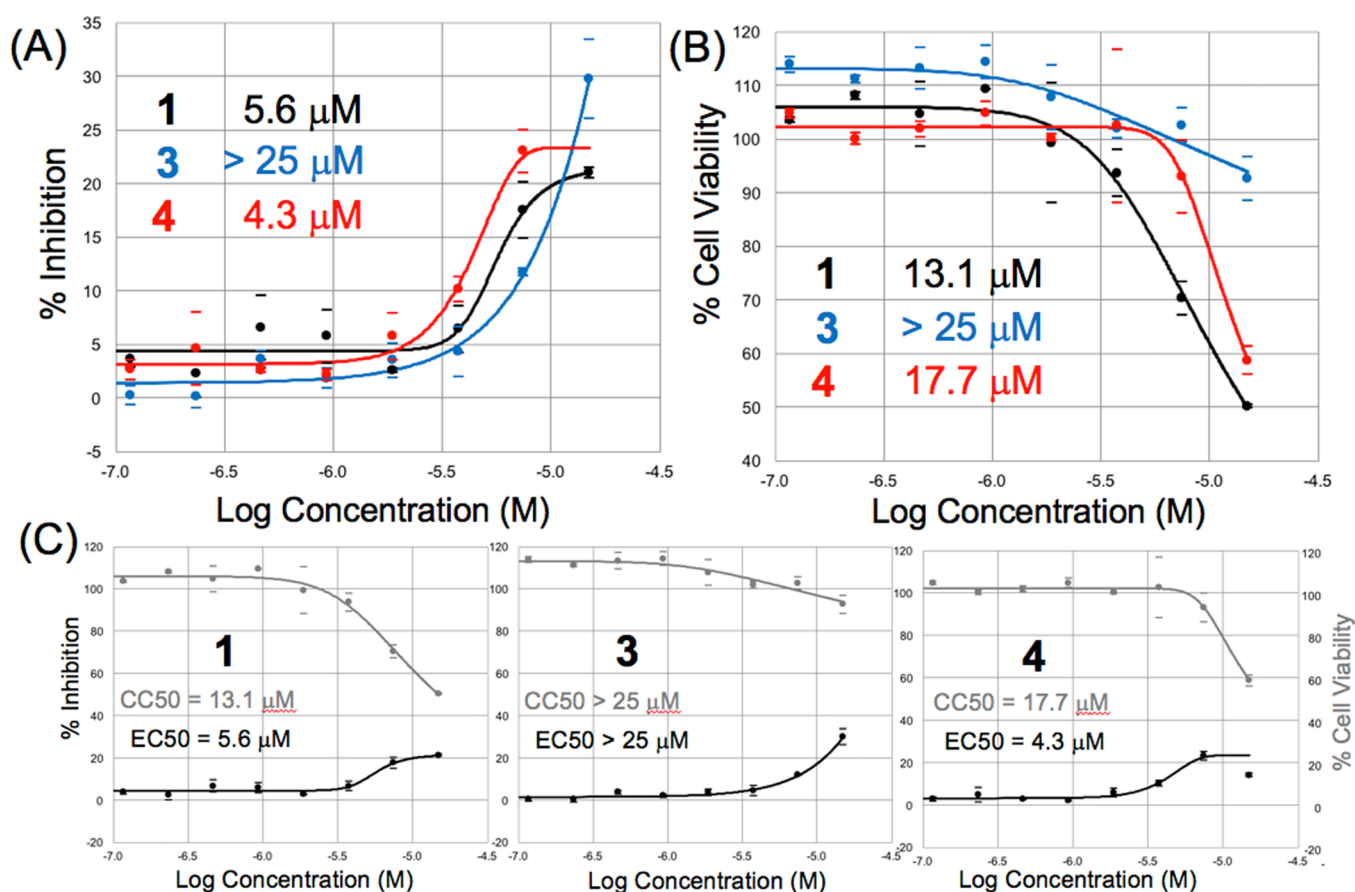 (A)
35
30
25
20
15
10
5
0
-5
% Inhibition
1 5.6 μM
3 > 25 μM
4 4.3 μM
-7.0 -6.5 -6.0 -5.5 -5.0 -4.5
Log Concentration (M)
(B)
120
110
100
90
80
70
60
50
40
% Cell Viability
1 13.1 μM
3 > 25 μM
4 17.7 μM
-7.0 -6.5 -6.0 -5.5 -5.0 -4.5
Log Concentration (M)
(C)
120
100
80
60
40
20
0
-20
% Inhibition
1
CC50 = 13.1 μM
EC50 = 5.6 μM
-7.0 -6.5 -6.0 -5.5 -5.0 -4.5
Log Concentration (M)
120
100
80
60
40
20
0
-20
3
CC50 > 25 μM
EC50 > 25 μM
-7.0 -6.5 -6.0 -5.5 -5.0 -4.5
Log Concentration (M)
120
100
80
60
40
20
0
-20
4
CC50 = 17.7 μM
EC50 = 4.3 μM
-7.0 -6.5 -6.0 -5.5 -5.0 -4.5
Log Concentration (M)
120
100
80
60
40
20
0
-20
% Cell Viability